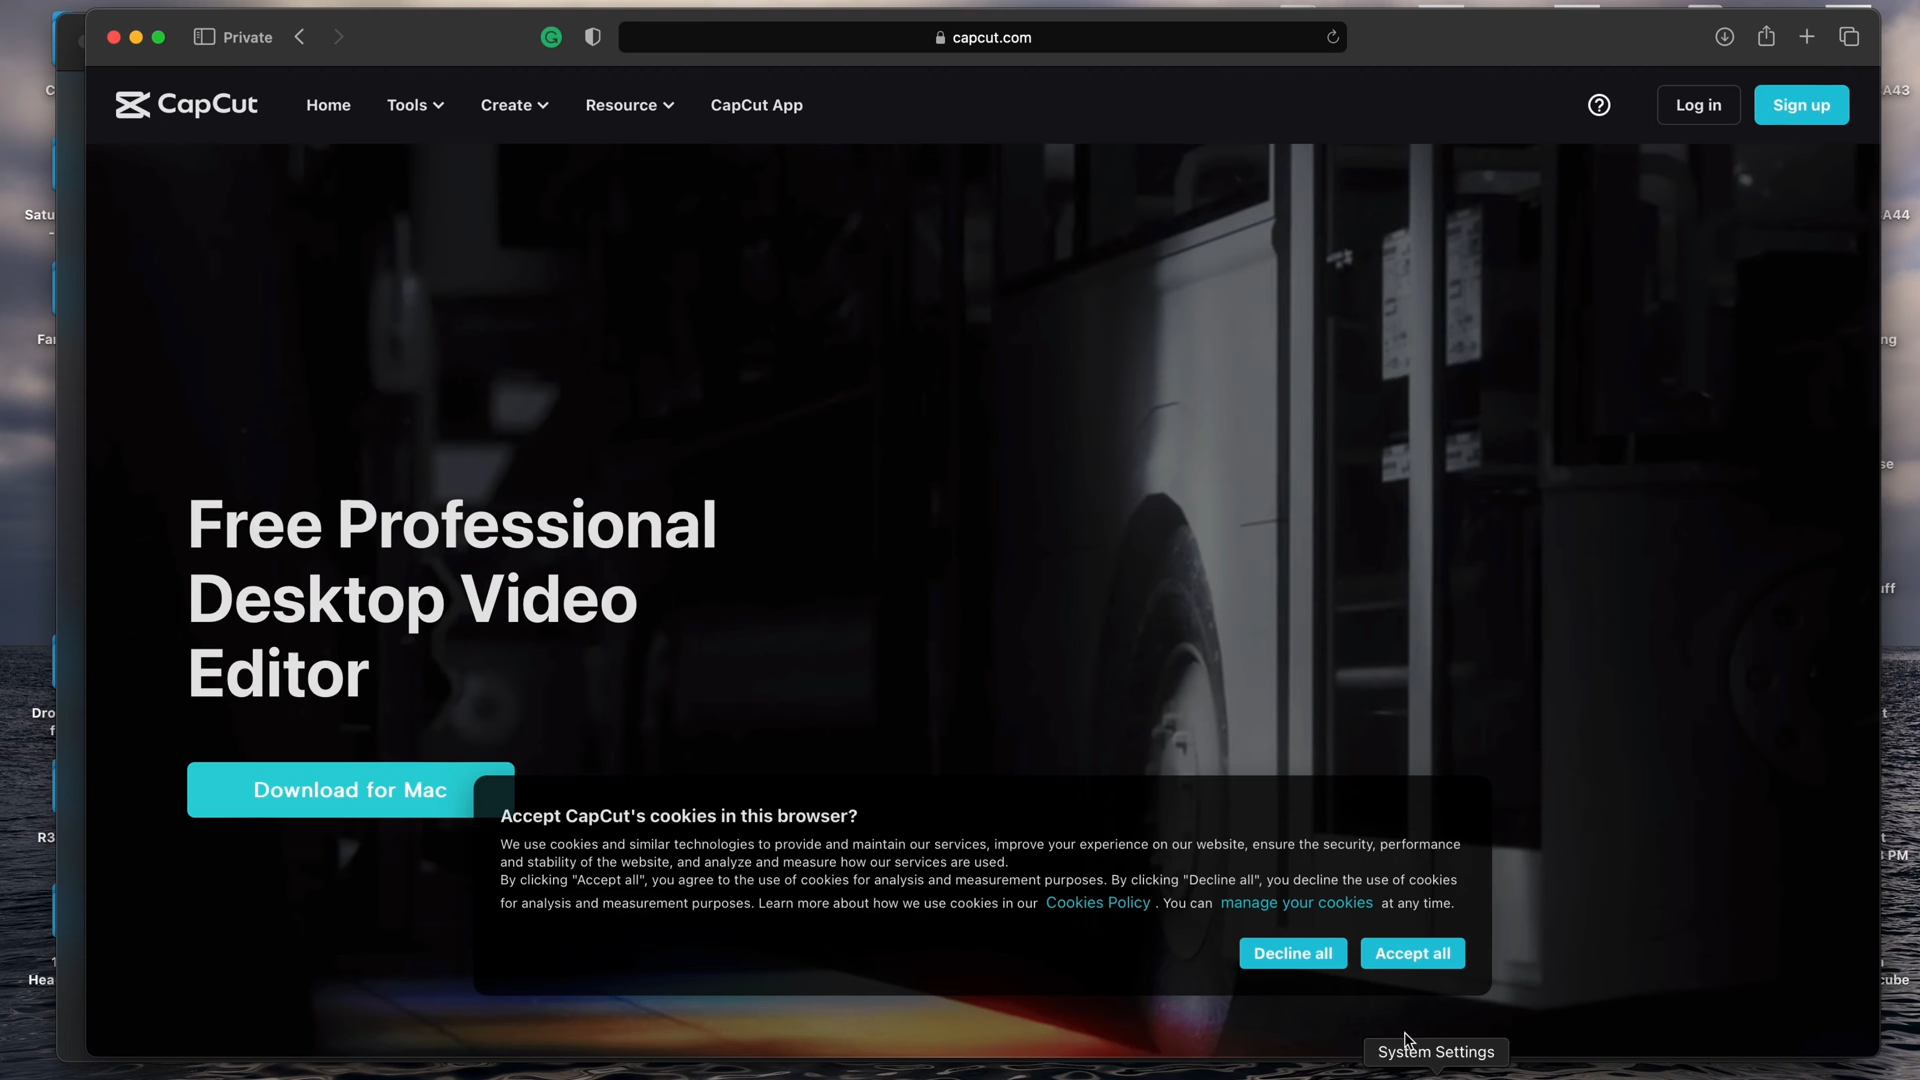 Private
capcut.com
CapCut
Home
Tools
Create
Resource
CapCut App
Log in
Sign up
Free Professional
Desktop Video
Editor
Download for Mac
Accept CapCut's cookies in this browser?
We use cookies and similar technologies to provide and maintain our services, improve your experience on our website, ensure the security, performance
and stability of the website, and analyze and measure how our services are used.
By clicking "Accept all", you agree to the use of cookies for analysis and measurement purposes. By clicking "Decline all", you decline the use of cookies
for analysis and measurement purposes. Learn more about how we use cookies in our Cookies Policy . You can manage your cookies at any time.
Decline all
Accept all
System Settings
Satu
Fa
Dro
R3
Hea
A43
A44
ng
se
uff
t
PM
cube